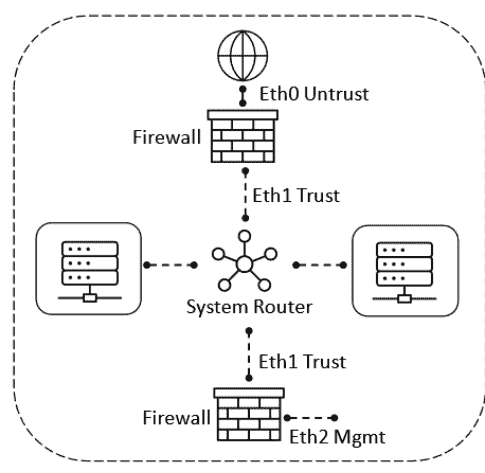 Eth0 Untrust
Firewall
Eth1 Trust
System Router
Eth1 Trust
Firewall
Eth2 Mgmt